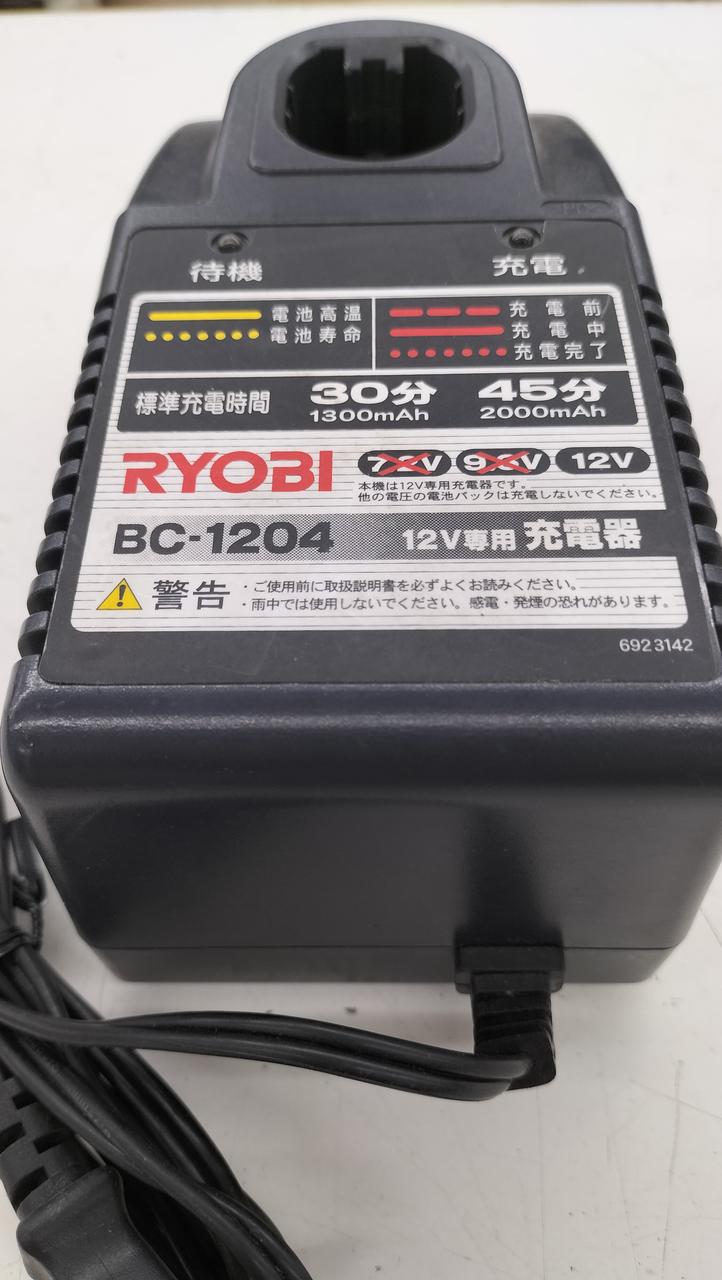 待機
充電
電池高温
電池寿命
充電前
充電中
充電完了
標準充電時間
30分
1300mAh
45分
2000mAh
RYOBI
12V
本機は12V専用充電器です。
他の電圧の電池パックは充電しないでください。
BC-1204
12V専用 充電器
警告
・ご使用前に取扱説明書を必ずよくお読みください。
・雨中では使用しないでください。感電・発煙の恐れがあります。
6923142